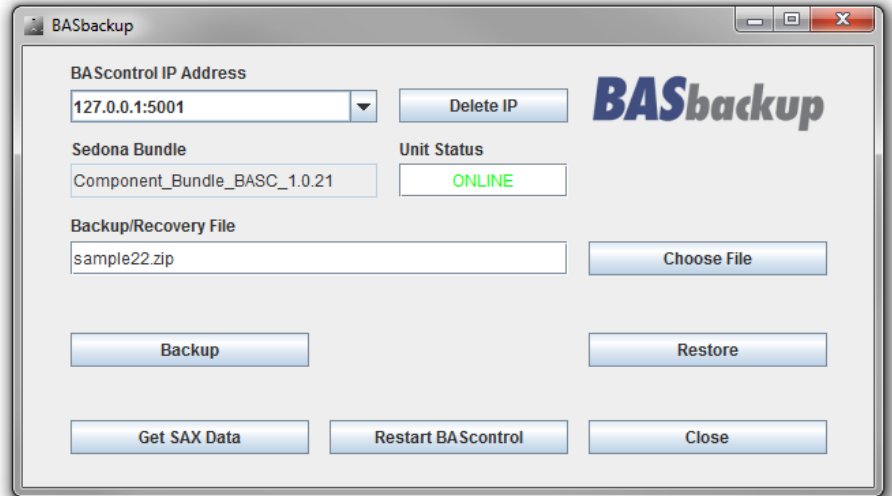 BASbackup
BAScontrol IP Address
127.0.0.1:5001
Delete IP
BASbackup
Sedona Bundle
Unit Status
Component_Bundle_BASC_1.0.21
ONLINE
Backup/Recovery File
sample22.zip
Choose File
Backup
Restore
Get SAX Data
Restart BAScontrol
Close